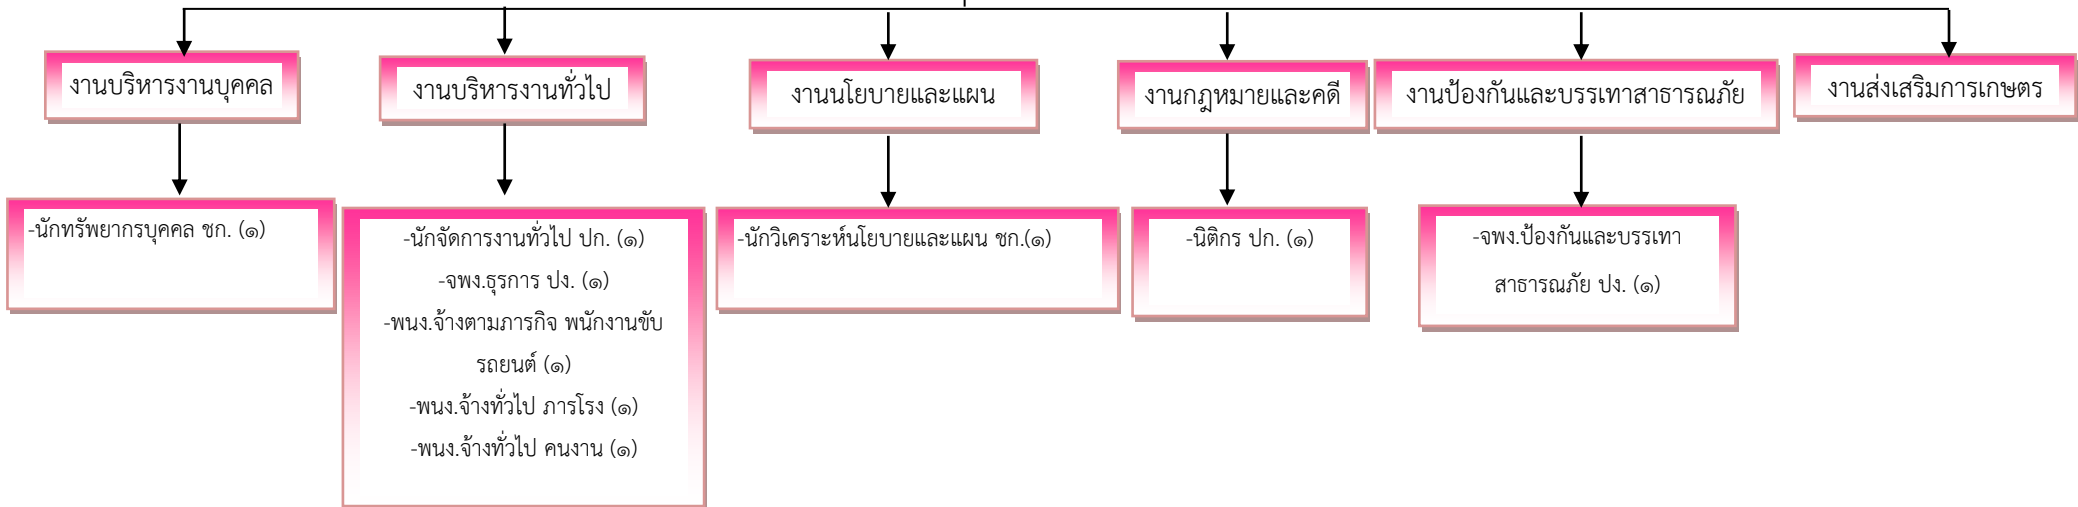 งานบริหารงานบุคคล
งานบริหารงานทั่วไป
งานนโยบายและแผน
งานกฎหมายและคดี
งานป้องกันและบรรเทาสาธารณภัย
งานส่งเสริมการเกษตร
-นักทรัพยากรบุคคล ชก. (๑)
-นักจัดการงานทั่วไป ปก. (๑)
-จพง.ธุรการ ปง. (๑)
-พนง.จ้างตามภารกิจ พนักงานขับ
รถยนต์ (๑)
-พนง.จ้างทั่วไป ภารโรง (๑)
-พนง.จ้างทั่วไป คนงาน (๑)
-นักวิเคราะห์นโยบายและแผน ชก.(๑)
-นิติกร ปก. (๑)
-จพง.ป้องกันและบรรเทา
สาธารณภัย ปง. (๑)